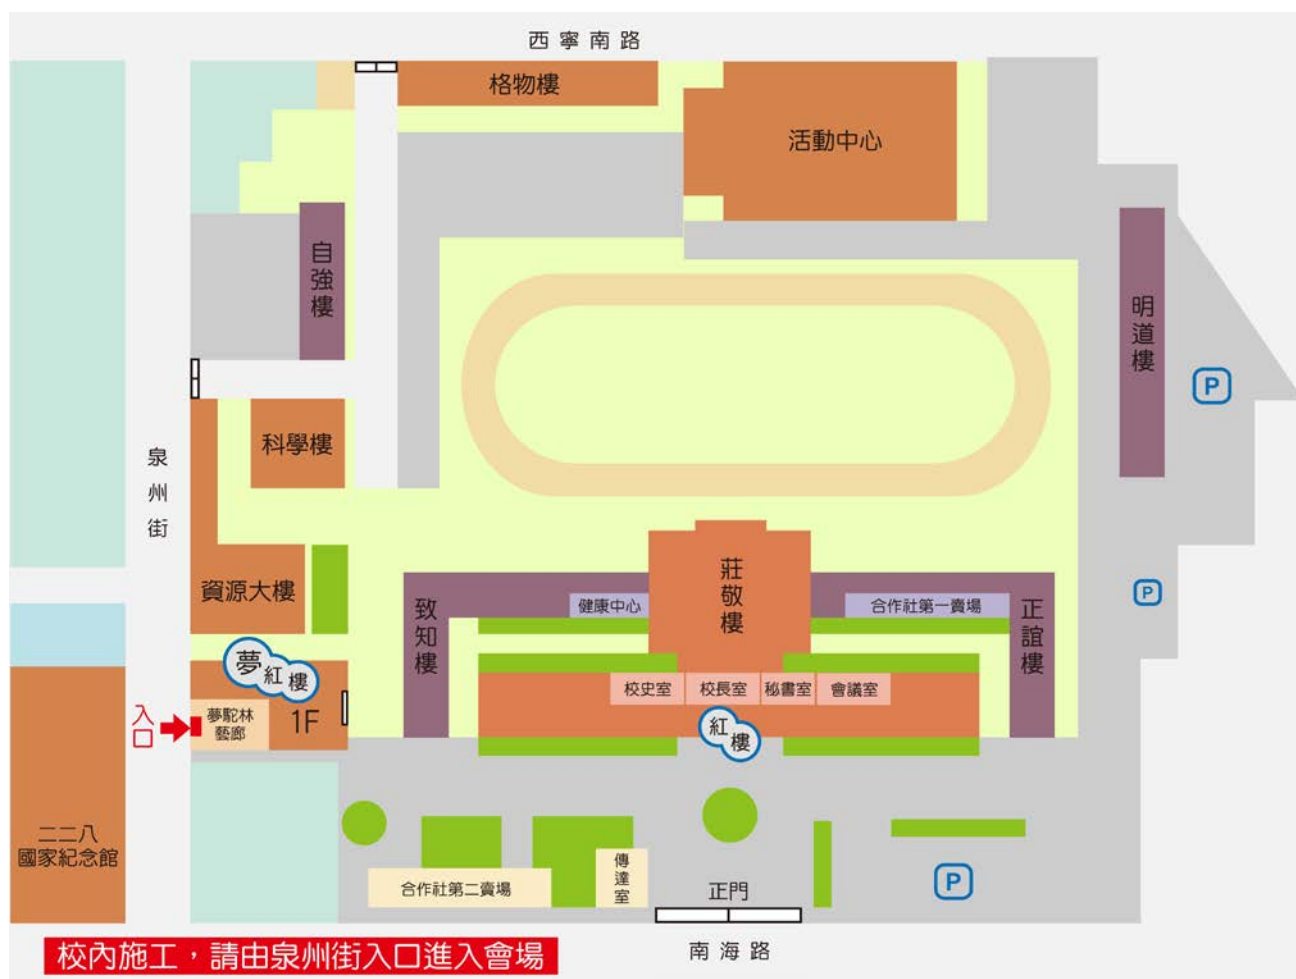 西寧南路
格物樓
活動中心
自強樓
明道樓
P
科學樓
泉州街
資源大樓
莊敬樓
健康中心
合作社第一賣場
致知樓
正誼樓
P
夢紅樓
校史室
校長室
秘書室
會議室
入口
夢駝林
藝廊
1F
紅樓
二二八
國家紀念館
傳達室
合作社第二賣場
正門
P
南海路
校內施工，請由泉州街入口進入會場